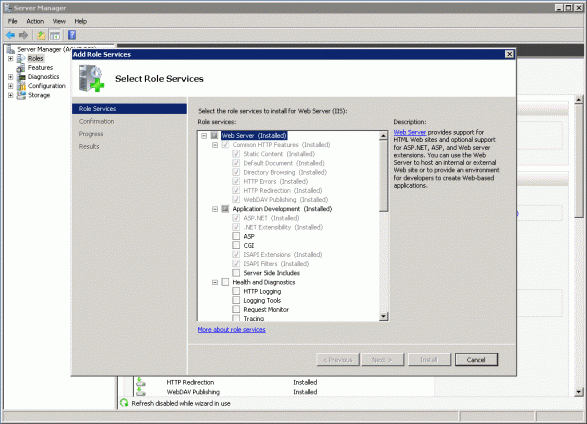 Server Manager
File Action View Help
Server Manager
Roles
Features
Diagnostics
Configuration
Storage
Add Role Services
Select Role Services
Role Services
Confirmation
Progress
Results
Select the role services to install for Web Server (IIS):
Role services:
Web Server (Installed)
Common HTTP Features (Installed)
Static Content (Installed)
Default Document (Installed)
Directory Browsing (Installed)
HTTP Errors (Installed)
HTTP Redirection (Installed)
WebDAV Publishing (Installed)
Application Development (Installed)
ASP.NET (Installed)
.NET Extensibility (Installed)
ASP
CGI
ISAPI Extensions (Installed)
ISAPI Filters (Installed)
Server Side Includes
Health and Diagnostics
HTTP Logging
Logging Tools
Request Monitor
Tracing
Description:
Web Server provides support for
HTML Web sites and optional support
for ASP.NET, ASP, and Web server
extensions. You can use the Web
Server to host an internal or external
Web site or to provide an environment
for developers to create Web-based
applications.
More about role services
< Previous
Next >
Install
Cancel
HTTP Redirection Installed
WebDAV Publishing Installed
Refresh disabled while wizard in use